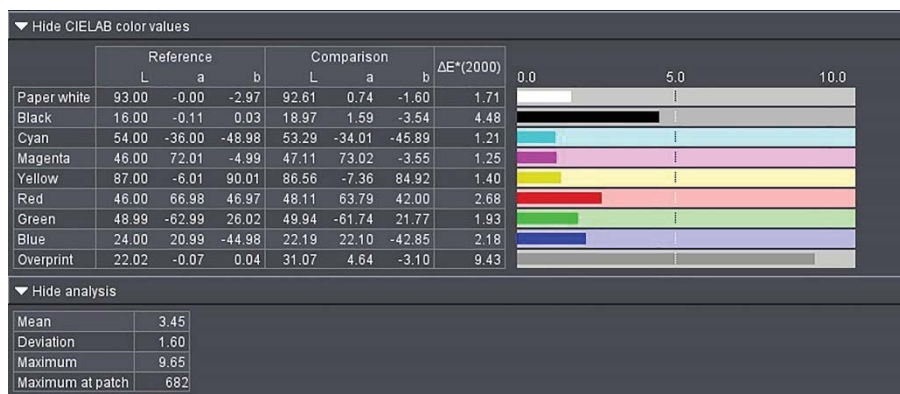 ▼ Hide CIELAB color values
Reference Comparison ΔE*(2000)
L a b L a b 0.0 5.0 10.0
Paper white 93.00 -0.00 -2.97 92.61 0.74 -1.60 1.71
Black 16.00 -0.11 0.03 18.97 1.59 -3.54 4.48
Cyan 54.00 -36.00 -48.98 53.29 -34.01 -45.89 1.21
Magenta 46.00 72.01 -4.99 47.11 73.02 -3.55 1.25
Yellow 87.00 -6.01 90.01 86.56 -7.36 84.92 1.40
Red 46.00 66.98 46.97 48.11 63.79 42.00 2.68
Green 48.99 -62.99 26.02 49.94 -61.74 21.77 1.93
Blue 24.00 20.99 -44.98 22.19 22.10 -42.85 2.18
Overprint 22.02 -0.07 0.04 31.07 4.64 -3.10 9.43
▼ Hide analysis
Mean 3.45
Deviation 1.60
Maximum 9.65
Maximum at patch 682